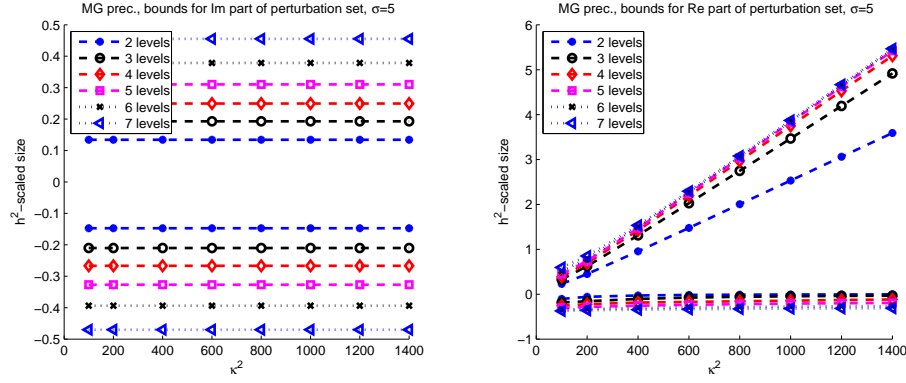 MG prec., bounds for Im part of perturbation set, σ=5
0.5
0.4
0.3
0.2
0.1
0
−0.1
−0.2
−0.3
−0.4
−0.5
h²−scaled size
0 200 400 600 800 1000 1200 1400
κ²
2 levels
3 levels
4 levels
5 levels
6 levels
7 levels
MG prec., bounds for Re part of perturbation set, σ=5
6
5
4
3
2
1
0
−1
h²−scaled size
0 200 400 600 800 1000 1200 1400
κ²
2 levels
3 levels
4 levels
5 levels
6 levels
7 levels